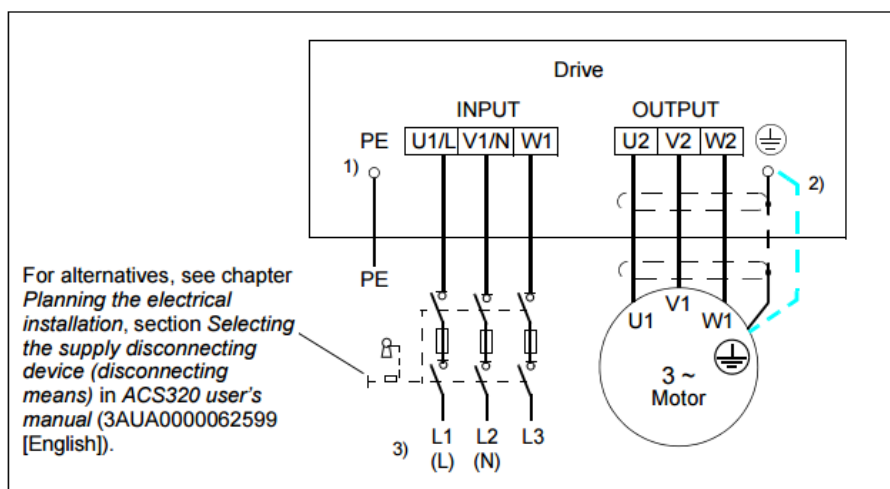 Drive
INPUT
OUTPUT
PE
U1/L V1/N W1
U2 V2 W2
1)
2)
PE
For alternatives, see chapter
Planning the electrical
installation, section Selecting
the supply disconnecting
device (disconnecting
means) in ACS320 user's
manual (3AUA0000062599
[English]).
U1 V1 W1
3 ~
Motor
3)
L1 L2 L3
(L) (N)